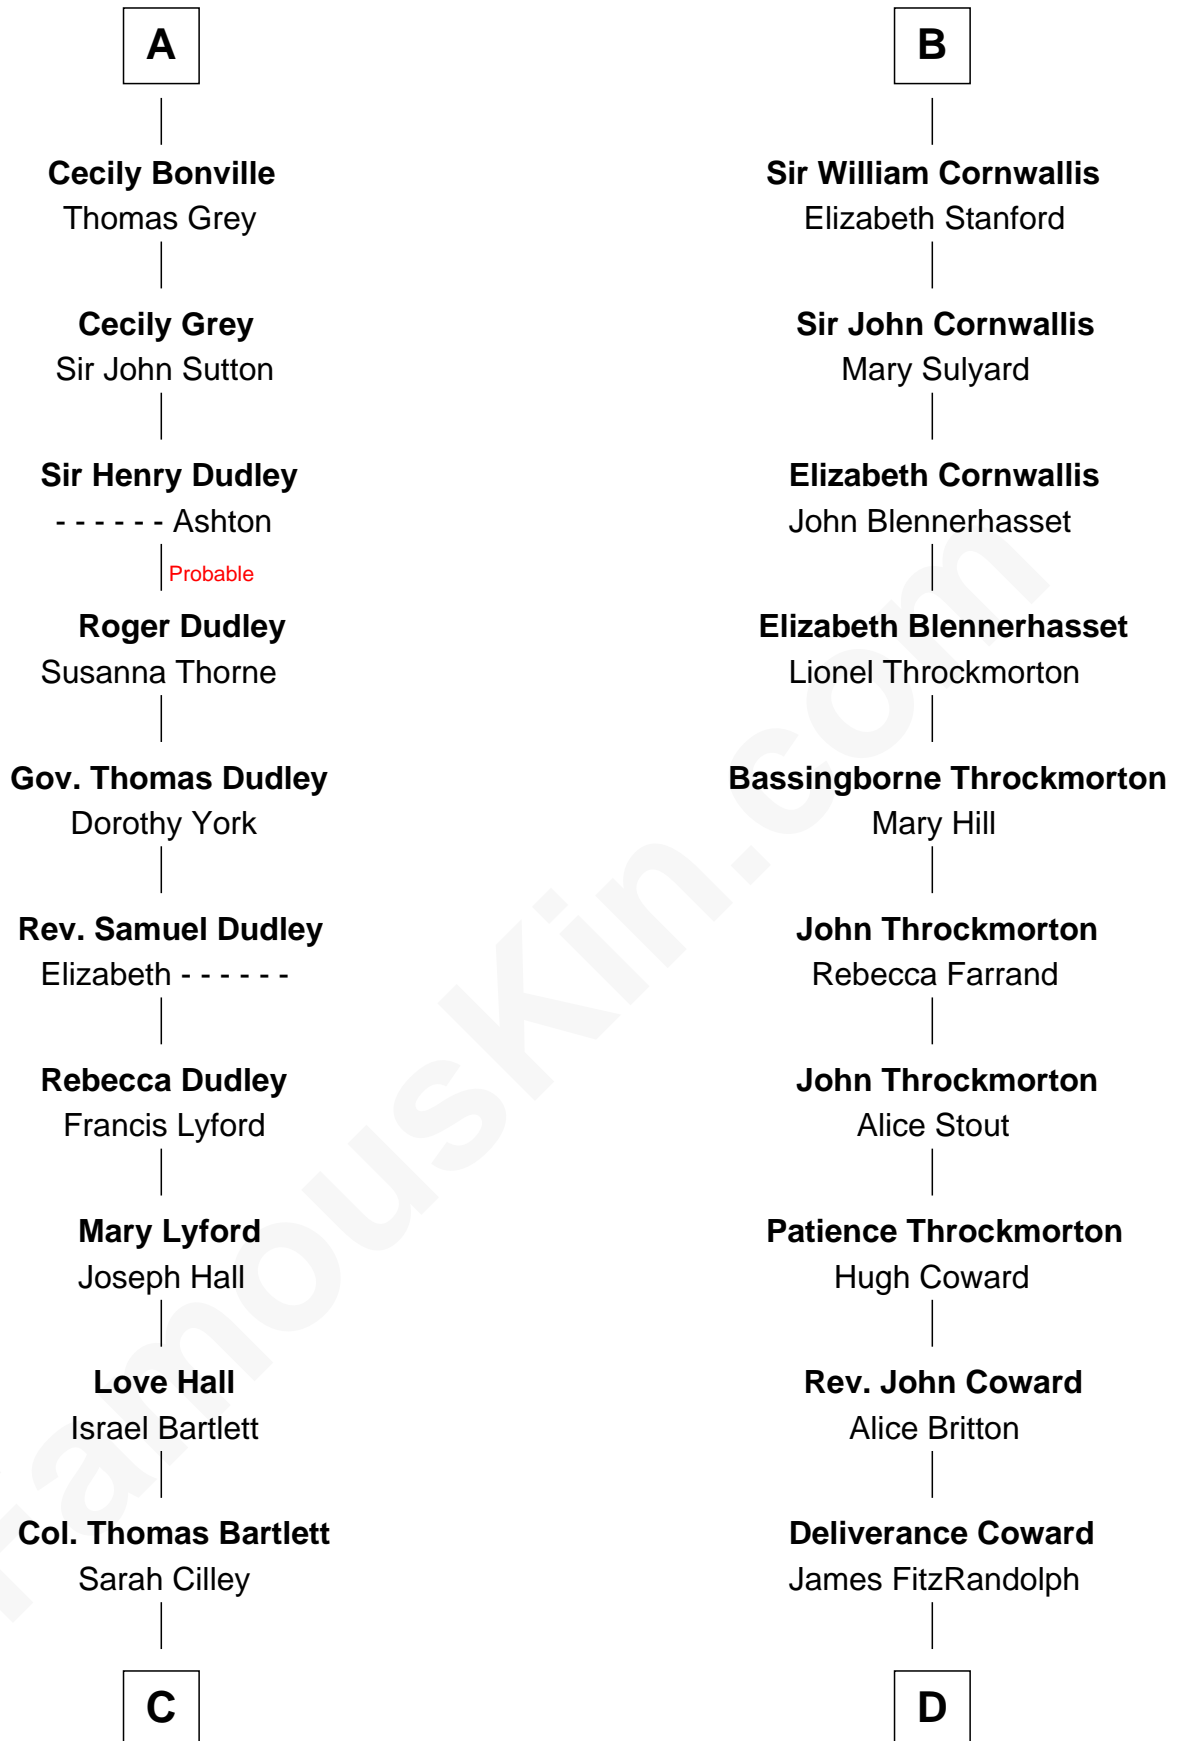 A
Cecily Bonville
Thomas Grey
Cecily Grey
Sir John Sutton
Sir Henry Dudley
- - - - - - Ashton
Probable
Roger Dudley
Susanna Thorne
Gov. Thomas Dudley
Dorothy York
Rev. Samuel Dudley
Elizabeth - - - - - -
Rebecca Dudley
Francis Lyford
Mary Lyford
Joseph Hall
Love Hall
Israel Bartlett
Col. Thomas Bartlett
Sarah Cilley
C
B
Sir William Cornwallis
Elizabeth Stanford
Sir John Cornwallis
Mary Sulyard
Elizabeth Cornwallis
John Blennerhasset
Elizabeth Blennerhasset
Lionel Throckmorton
Bassingborne Throckmorton
Mary Hill
John Throckmorton
Rebecca Farrand
John Throckmorton
Alice Stout
Patience Throckmorton
Hugh Coward
Rev. John Coward
Alice Britton
Deliverance Coward
James FitzRandolph
D
FamousKin.com